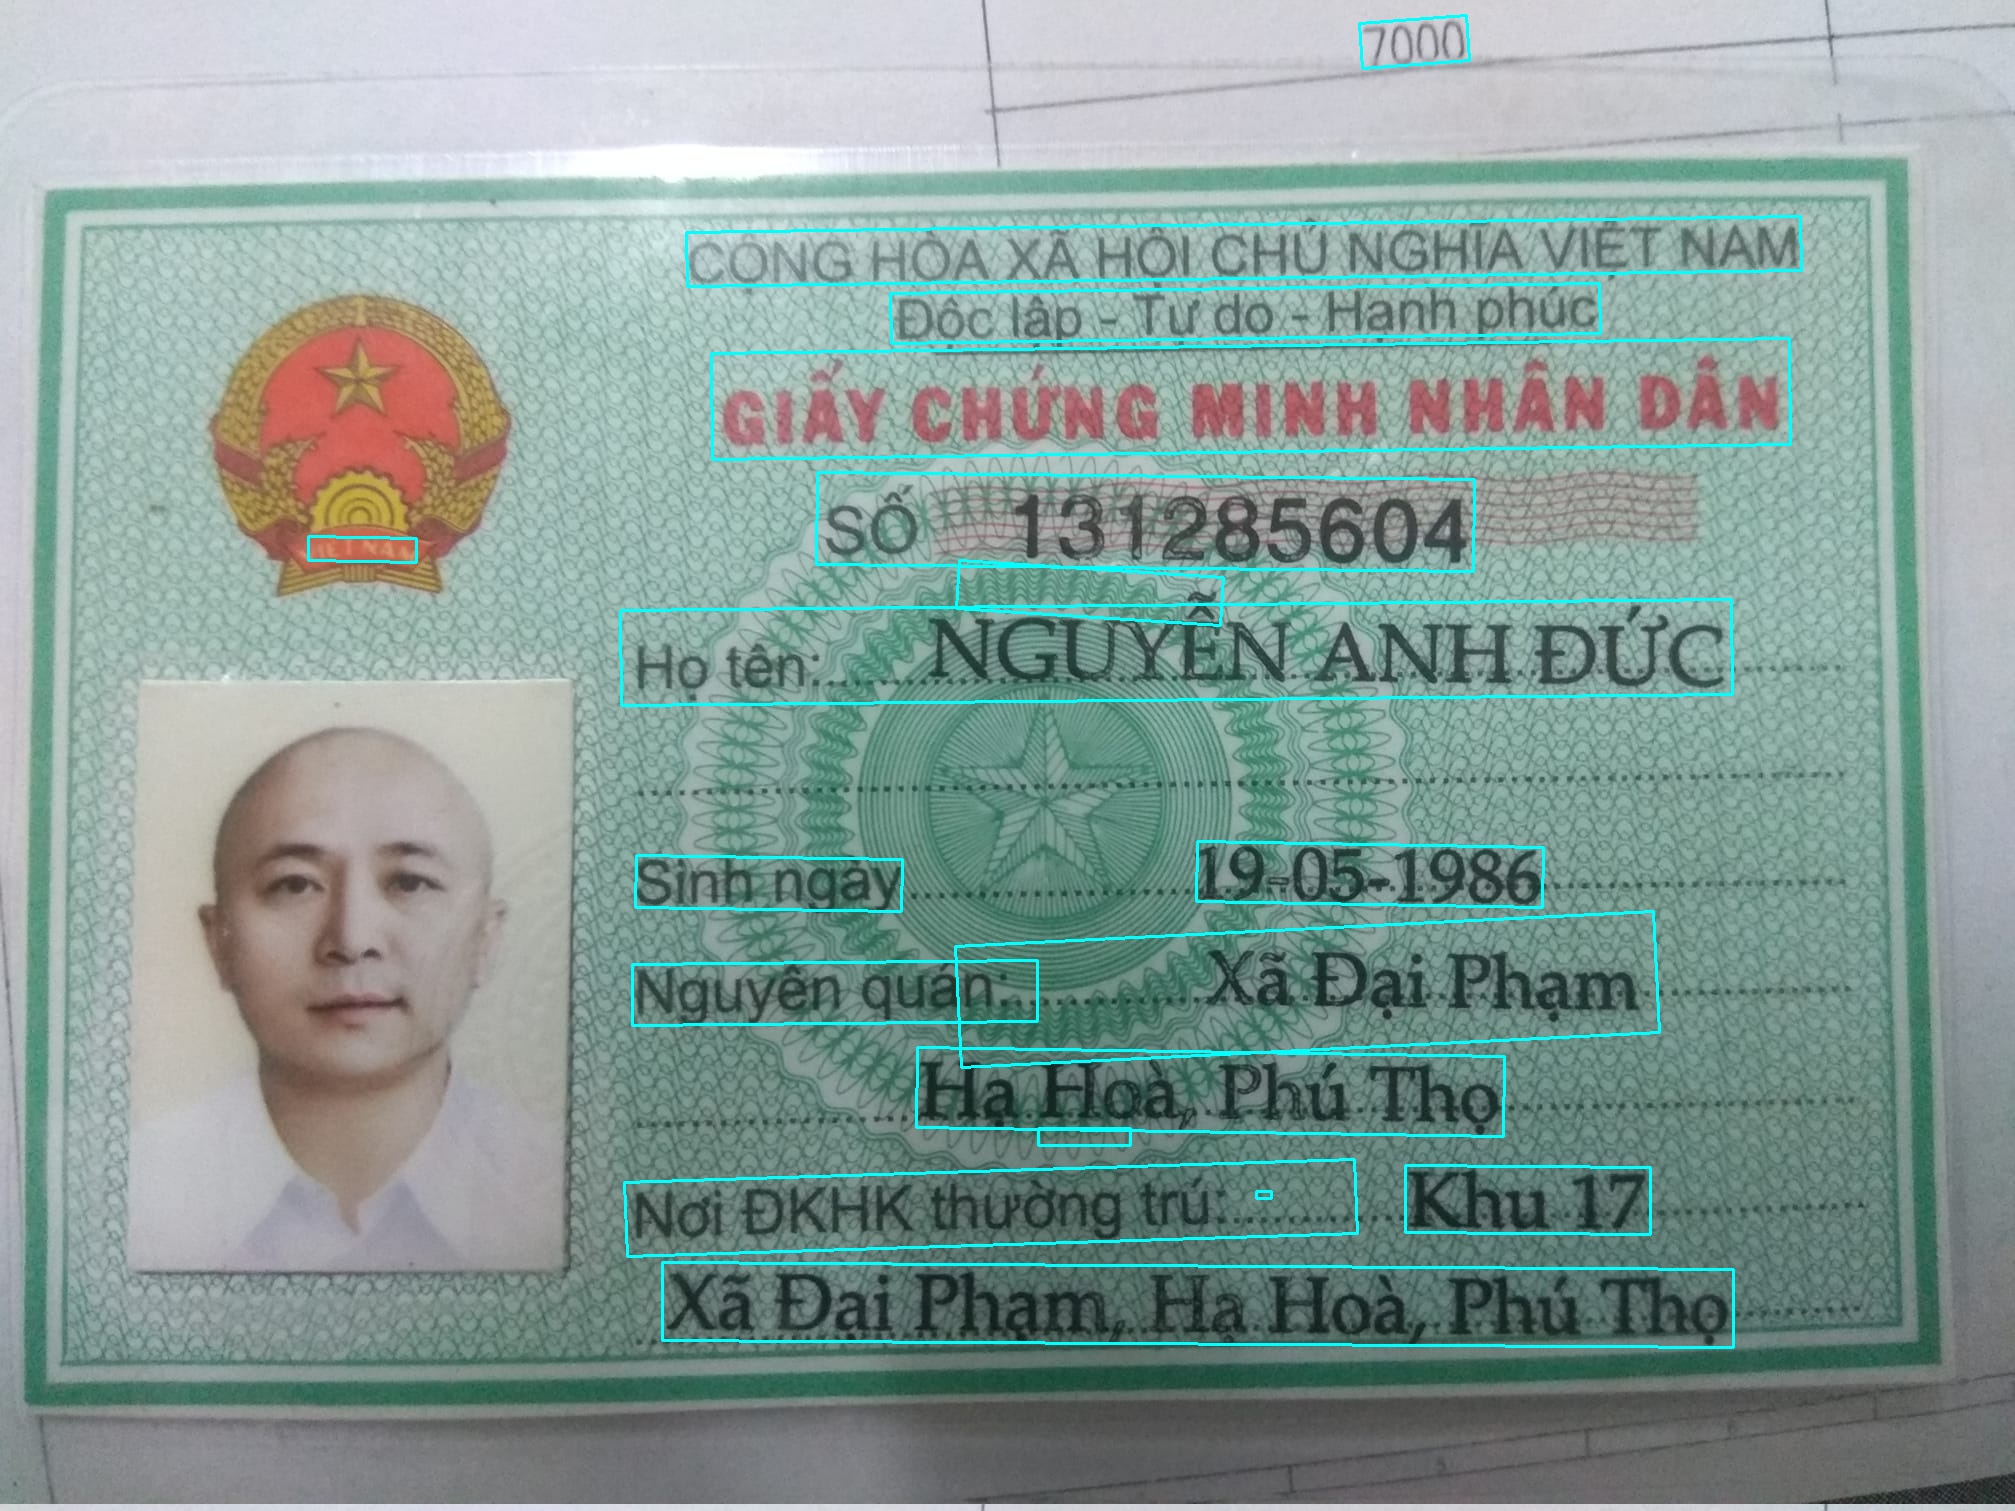 7000
CỘNG HÒA XÃ HỘI CHỦ NGHĨA VIỆT NAM
Độc lập - Tự do - Hạnh phúc
GIẤY CHỨNG MINH NHÂN DÂN
SỐ 131285604
VIỆT NAM
Họ tên: NGUYỄN ANH ĐỨC
Sinh ngày 19-05-1986
Nguyên quán: Xã Đại Phạm
Hạ Hoà, Phú Thọ
Nơi ĐKHK thường trú: Khu 17
Xã Đại Phạm, Hạ Hoà, Phú Thọ